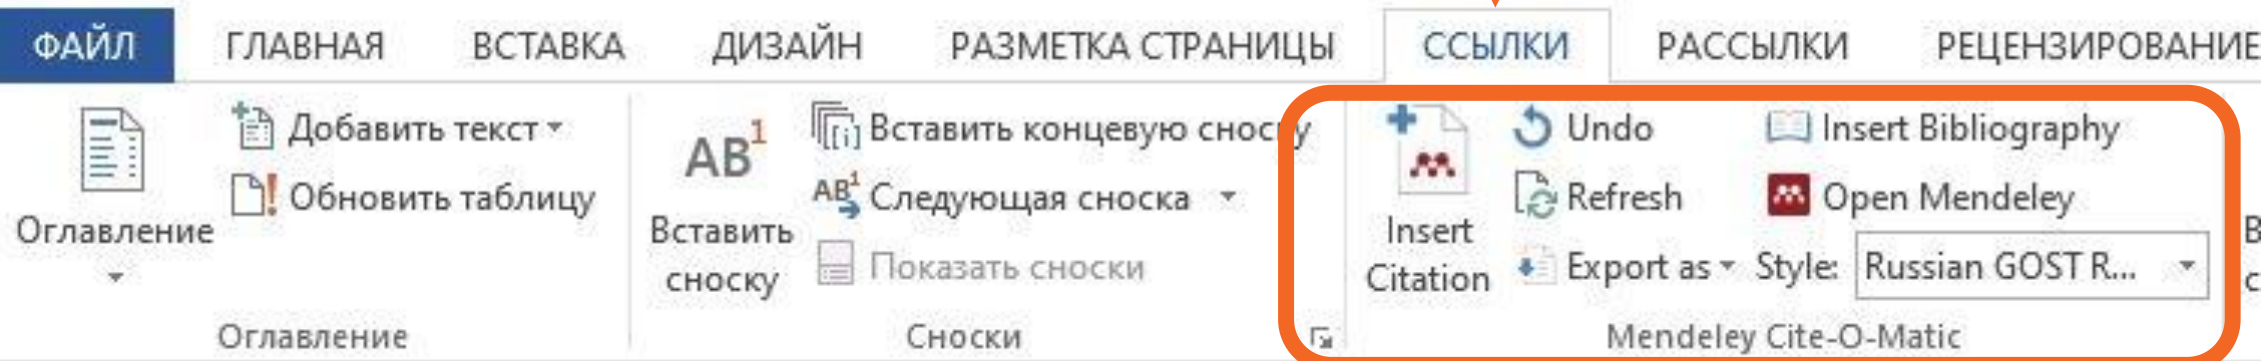 ФАЙЛ ГЛАВНАЯ ВСТАВКА ДИЗАЙН РАЗМЕТКА СТРАНИЦЫ ССЫЛКИ РАССЫЛКИ РЕЦЕНЗИРОВАНИЕ
Оглавление
Добавить текст
Обновить таблицу
Оглавление
AB1
Вставить
сноску
[i] Вставить концевую сноску
AB1 Следующая сноска
Показать сноски
Сноски
Insert
Citation
Undo
Refresh
Export as
Insert Bibliography
Open Mendeley
Style: Russian GOST R...
Mendeley Cite-O-Matic